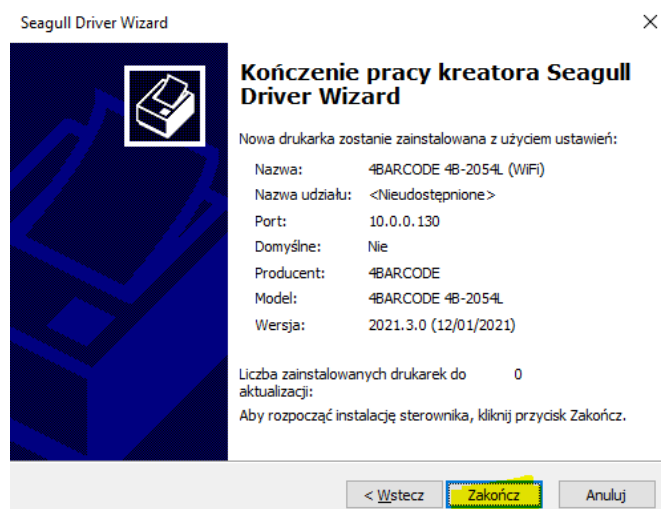 Seagull Driver Wizard
Kończenie pracy kreatora Seagull
Driver Wizard
Nowa drukarka zostanie zainstalowana z użyciem ustawień:
Nazwa: 4BARCODE 4B-2054L (WiFi)
Nazwa udziału: <Nieudostępnione>
Port: 10.0.0.130
Domyślne: Nie
Producent: 4BARCODE
Model: 4BARCODE 4B-2054L
Wersja: 2021.3.0 (12/01/2021)
Liczba zainstalowanych drukarek do 0
aktualizacji:
Aby rozpocząć instalację sterownika, kliknij przycisk Zakończ.
< Wstecz Zakończ Anuluj